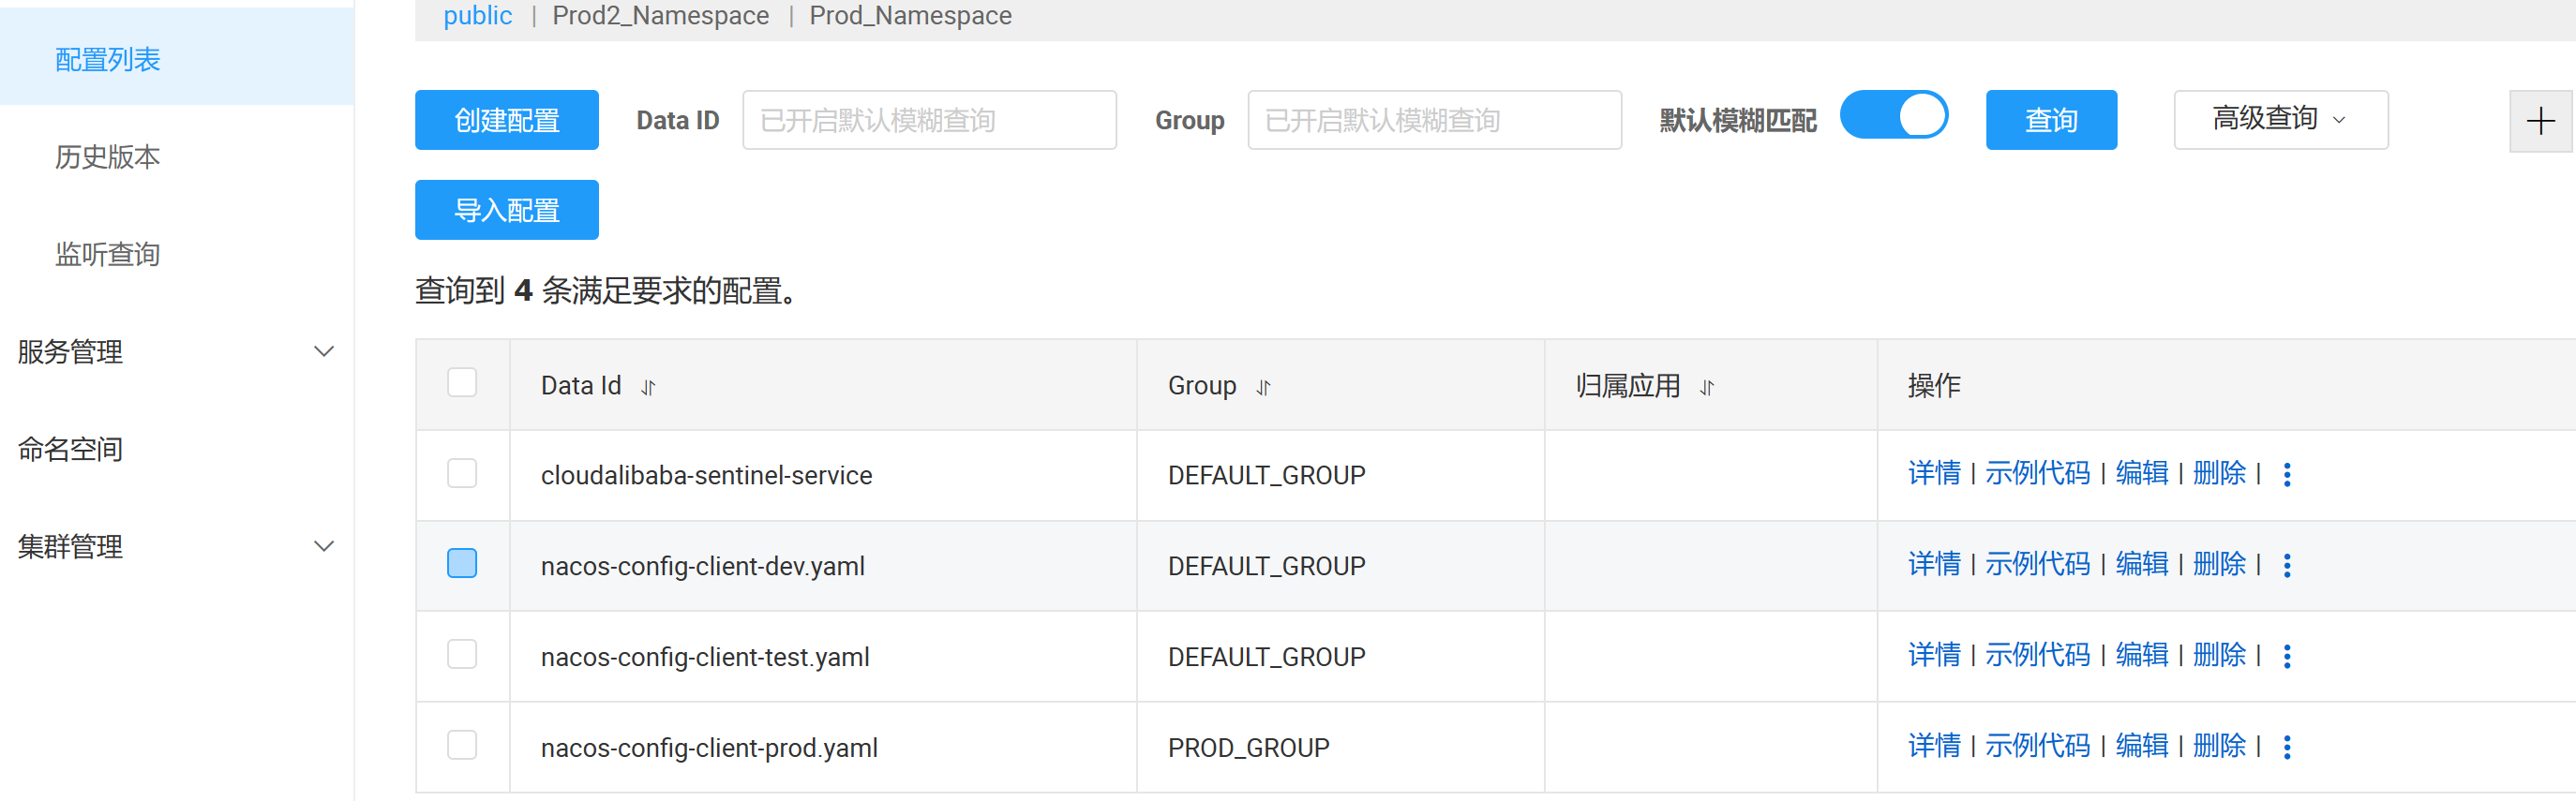 public | Prod2_Namespace | Prod_Namespace
配置列表
历史版本
监听查询
服务管理
命名空间
集群管理
创建配置 Data ID 已开启默认模糊查询 Group 已开启默认模糊查询 默认模糊匹配 查询 高级查询
导入配置
查询到 4 条满足要求的配置。
Data Id Group 归属应用 操作
cloudalibaba-sentinel-service DEFAULT_GROUP 详情 | 示例代码 | 编辑 | 删除 |
nacos-config-client-dev.yaml DEFAULT_GROUP 详情 | 示例代码 | 编辑 | 删除 |
nacos-config-client-test.yaml DEFAULT_GROUP 详情 | 示例代码 | 编辑 | 删除 |
nacos-config-client-prod.yaml PROD_GROUP 详情 | 示例代码 | 编辑 | 删除 |